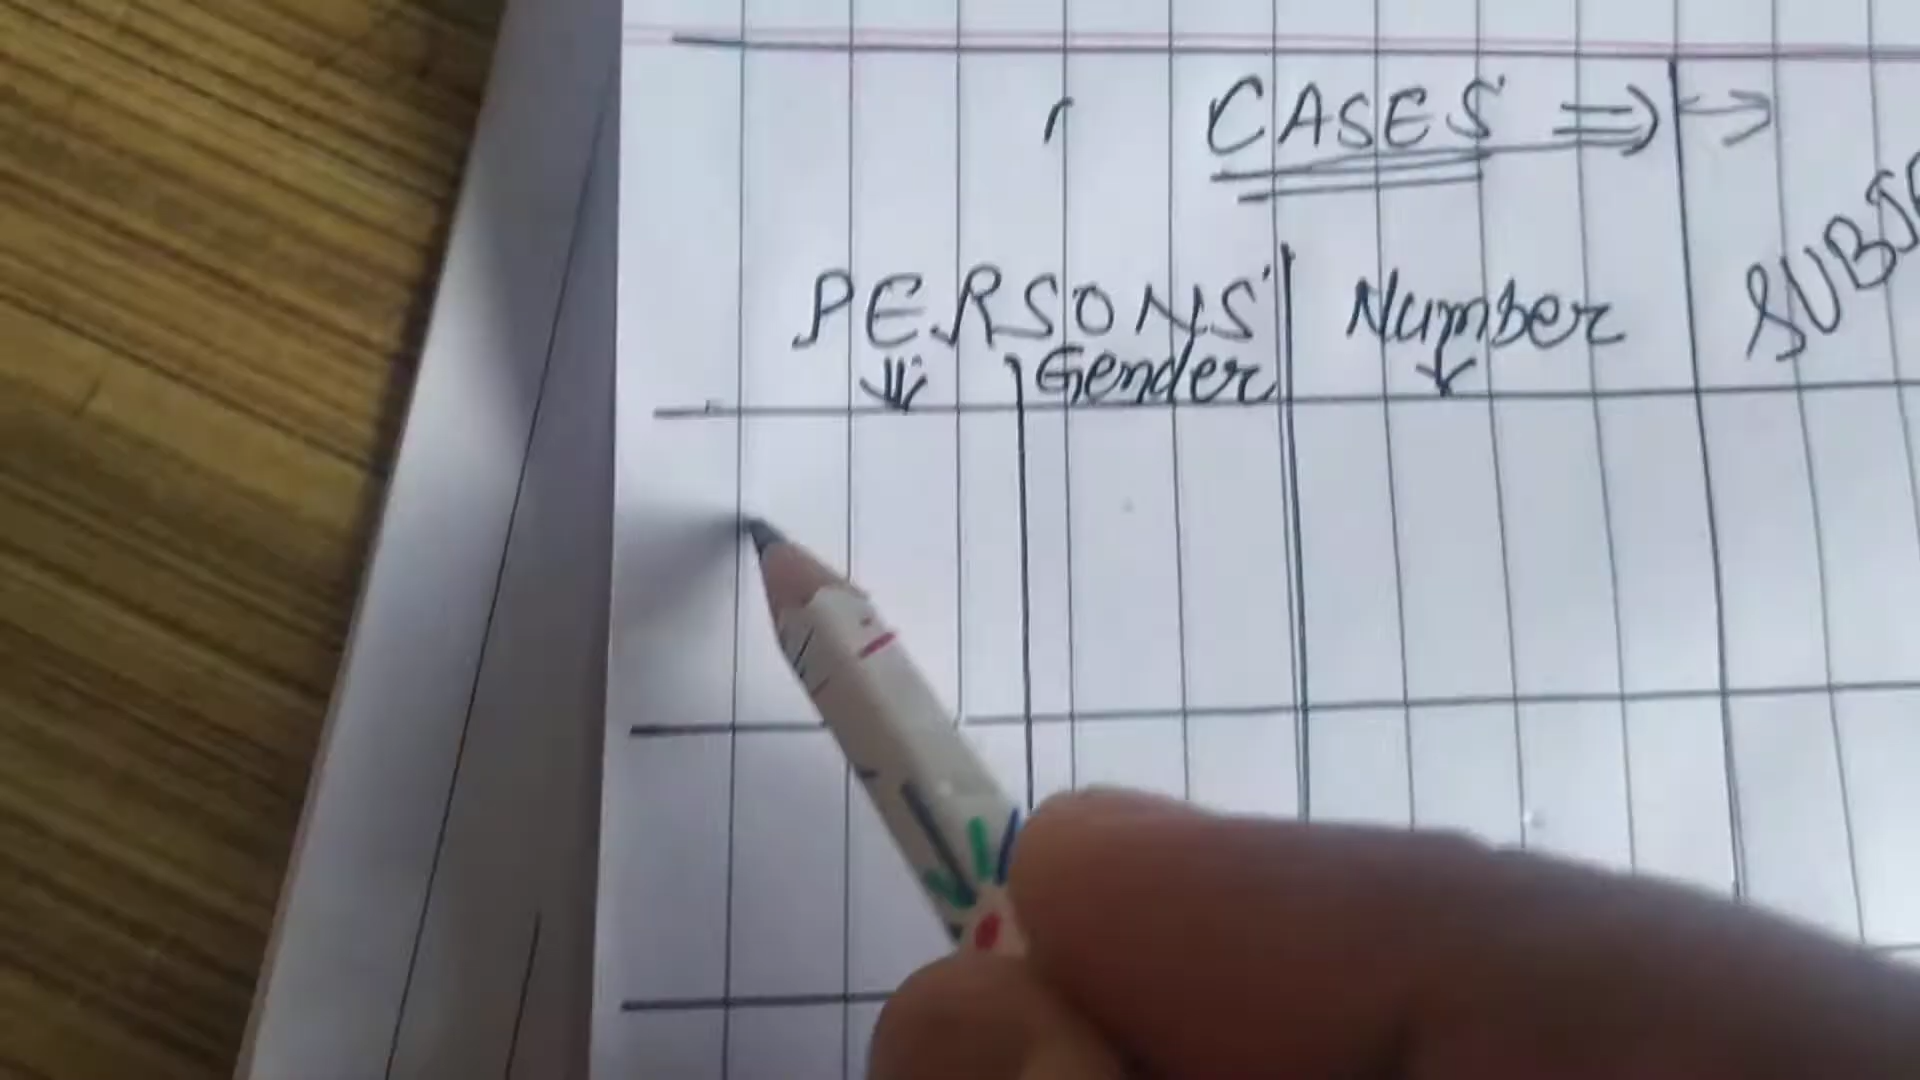 CASES ⇒ →
PERSONS Number
Gender